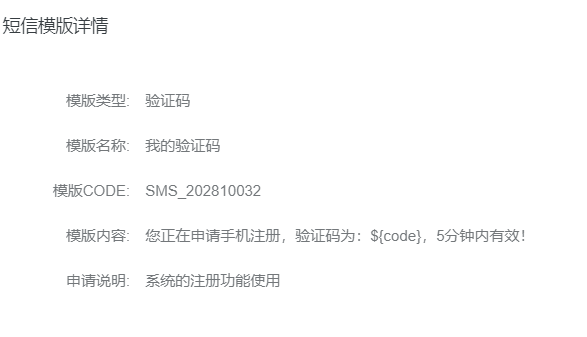 短信模版详情
模版类型: 验证码
模版名称: 我的验证码
模版CODE: SMS_202810032
模版内容: 您正在申请手机注册，验证码为：${code}，5分钟内有效！
申请说明: 系统的注册功能使用